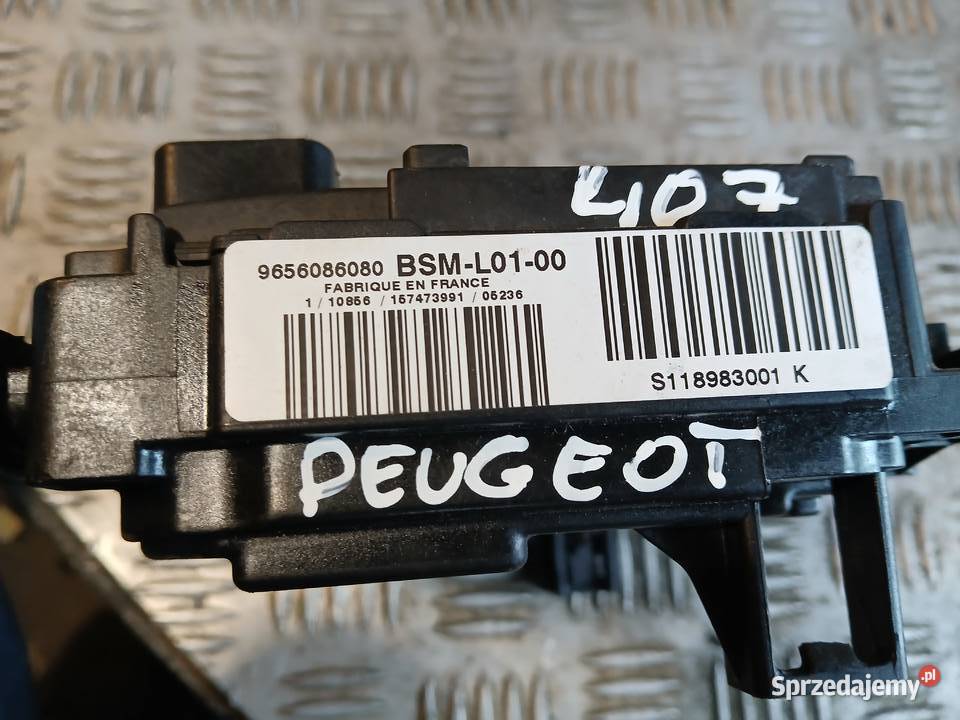 407
9656086080 BSM-L01-00
FABRIQUE EN FRANCE
1 / 10856 / 157473991 / 05236
S118983001 K
PEUGEOT
Sprzedajemy.pl